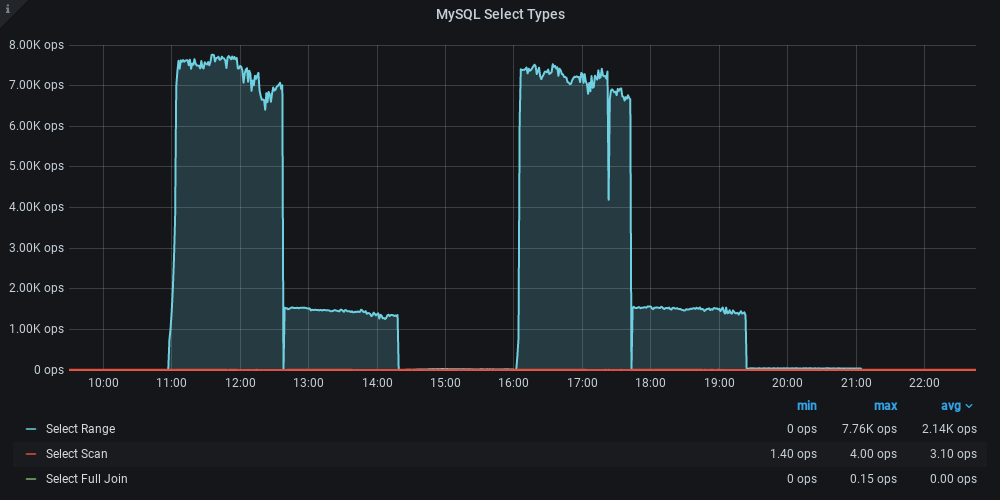 i
MySQL Select Types
8.00K ops
7.00K ops
6.00K ops
5.00K ops
4.00K ops
3.00K ops
2.00K ops
1.00K ops
0 ops
10:00 11:00 12:00 13:00 14:00 15:00 16:00 17:00 18:00 19:00 20:00 21:00 22:00
min max avg
Select Range 0 ops 7.76K ops 2.14K ops
Select Scan 1.40 ops 4.00 ops 3.10 ops
Select Full Join 0 ops 0.15 ops 0.00 ops